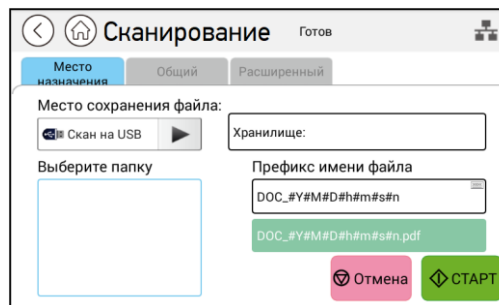 Сканирование Готов
Место назначения Общий Расширенный
Место сохранения файла:
Скан на USB Хранилище:
Выберите папку Префикс имени файла
DOC_#Y#M#D#h#m#s#n
DOC_#Y#M#D#h#m#s#n.pdf
Отмена СТАРТ